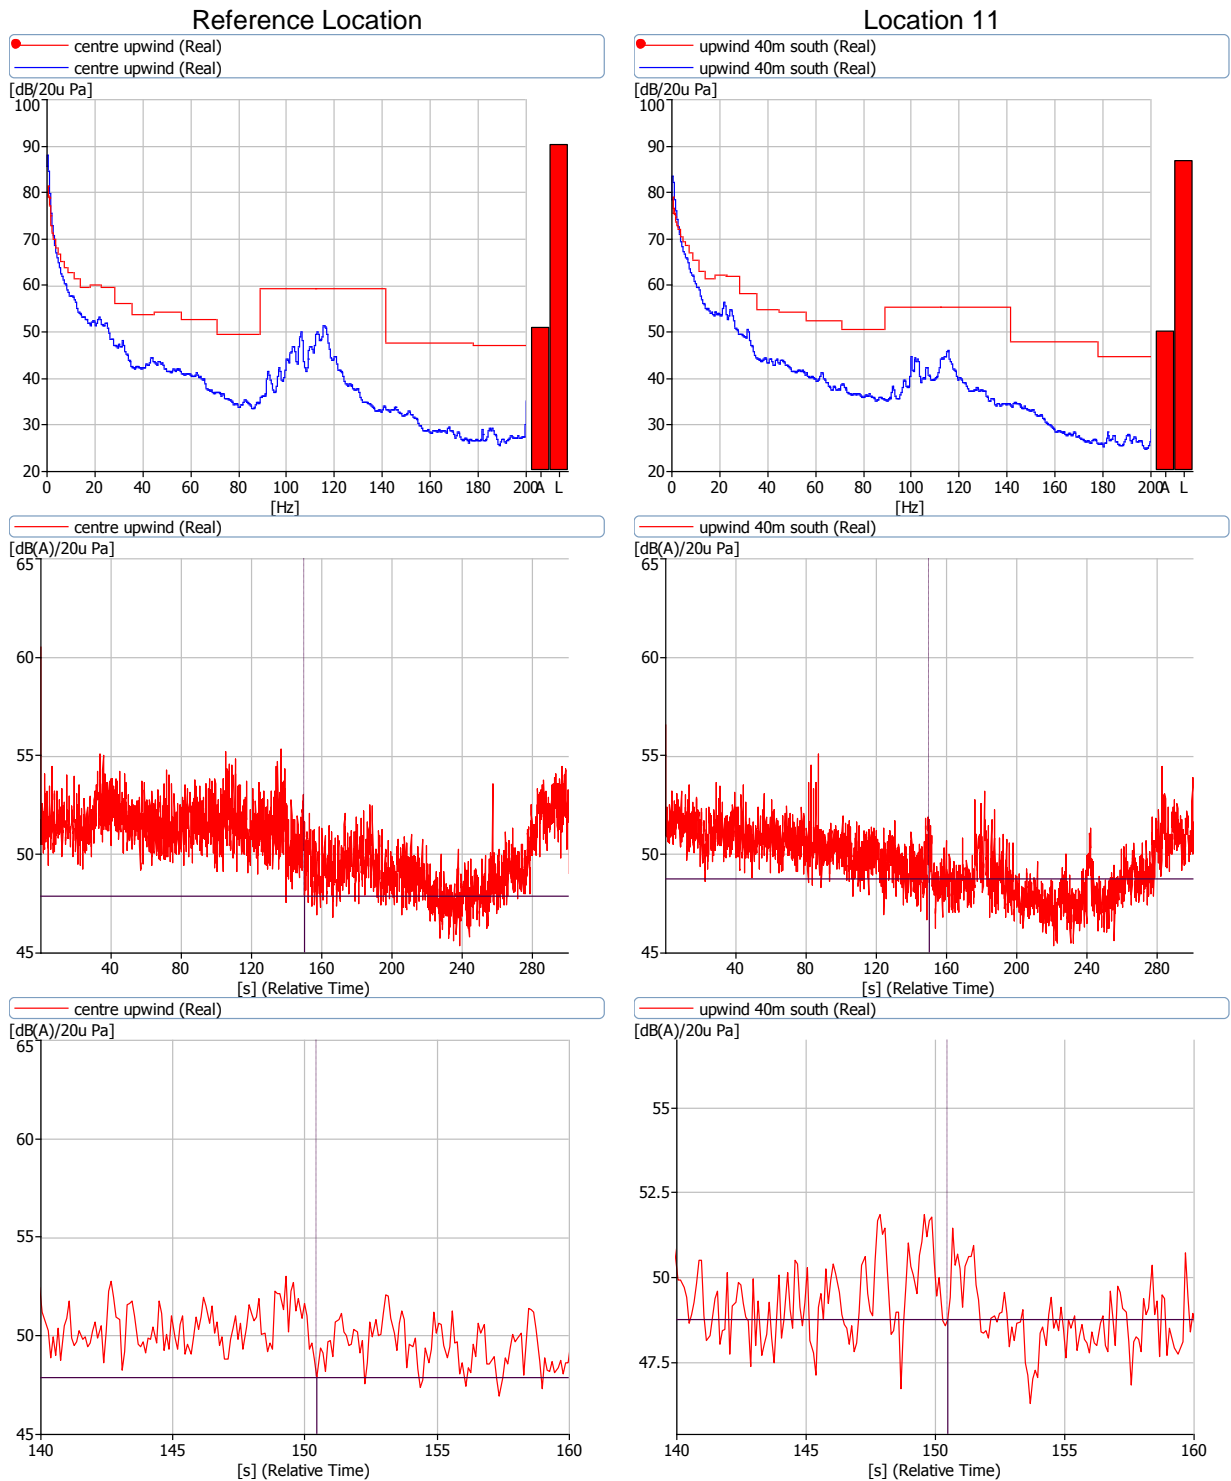 Reference Location
centre upwind (Real)
centre upwind (Real)
[dB/20u Pa]
100
90
80
70
60
50
40
30
20
0 20 40 60 80 100 120 140 160 180 200 A L
[Hz]
Location 11
upwind 40m south (Real)
upwind 40m south (Real)
[dB/20u Pa]
100
90
80
70
60
50
40
30
20
0 20 40 60 80 100 120 140 160 180 200 A L
[Hz]
centre upwind (Real)
[dB(A)/20u Pa]
65
60
55
50
45
40 80 120 160 200 240 280
[s] (Relative Time)
upwind 40m south (Real)
[dB(A)/20u Pa]
65
60
55
50
45
40 80 120 160 200 240 280
[s] (Relative Time)
centre upwind (Real)
[dB(A)/20u Pa]
65
60
55
50
45
140 145 150 155 160
[s] (Relative Time)
upwind 40m south (Real)
[dB(A)/20u Pa]
55
52.5
50
47.5
140 145 150 155 160
[s] (Relative Time)